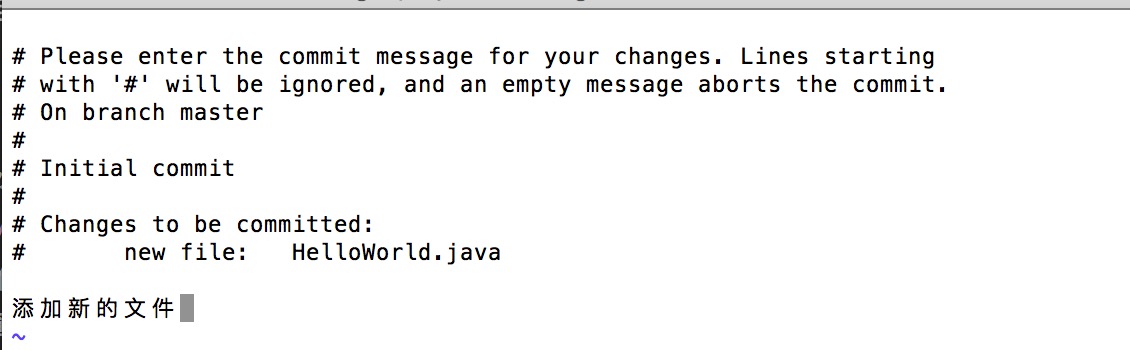 # Please enter the commit message for your changes. Lines starting
# with '#' will be ignored, and an empty message aborts the commit.
# On branch master
#
# Initial commit
#
# Changes to be committed:
#       new file:   HelloWorld.java
添加新的文件
~